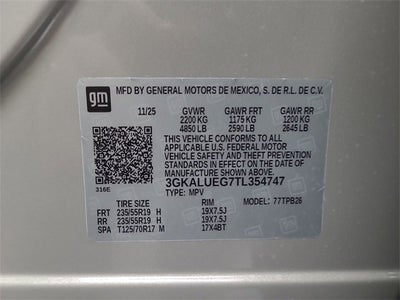 gm
MFD BY GENERAL MOTORS DE MEXICO, S. DE R.L. DE C.V.
11/25 GVWR GAWR FRT GAWR RR
2200 KG 1175 KG 1200 KG
4850 LB 2590 LB 2645 LB
THIS VEHICLE CONFORMS TO ALL
APPLICABLE U.S. FEDERAL MOTOR
VEHICLE SAFETY AND THEFT PREVENTION
STANDARDS IN EFFECT ON THE DATE OF
MANUFACTURE SHOWN ABOVE.
3GKALUEG7TL354747
316E TYPE: MPV
TIRE SIZE RIM MODEL: 77TPB26
FRT 235/55R19 H 19X7.5J
RR 235/55R19 H 19X7.5J
SPA T125/70R17 M 17X4BT